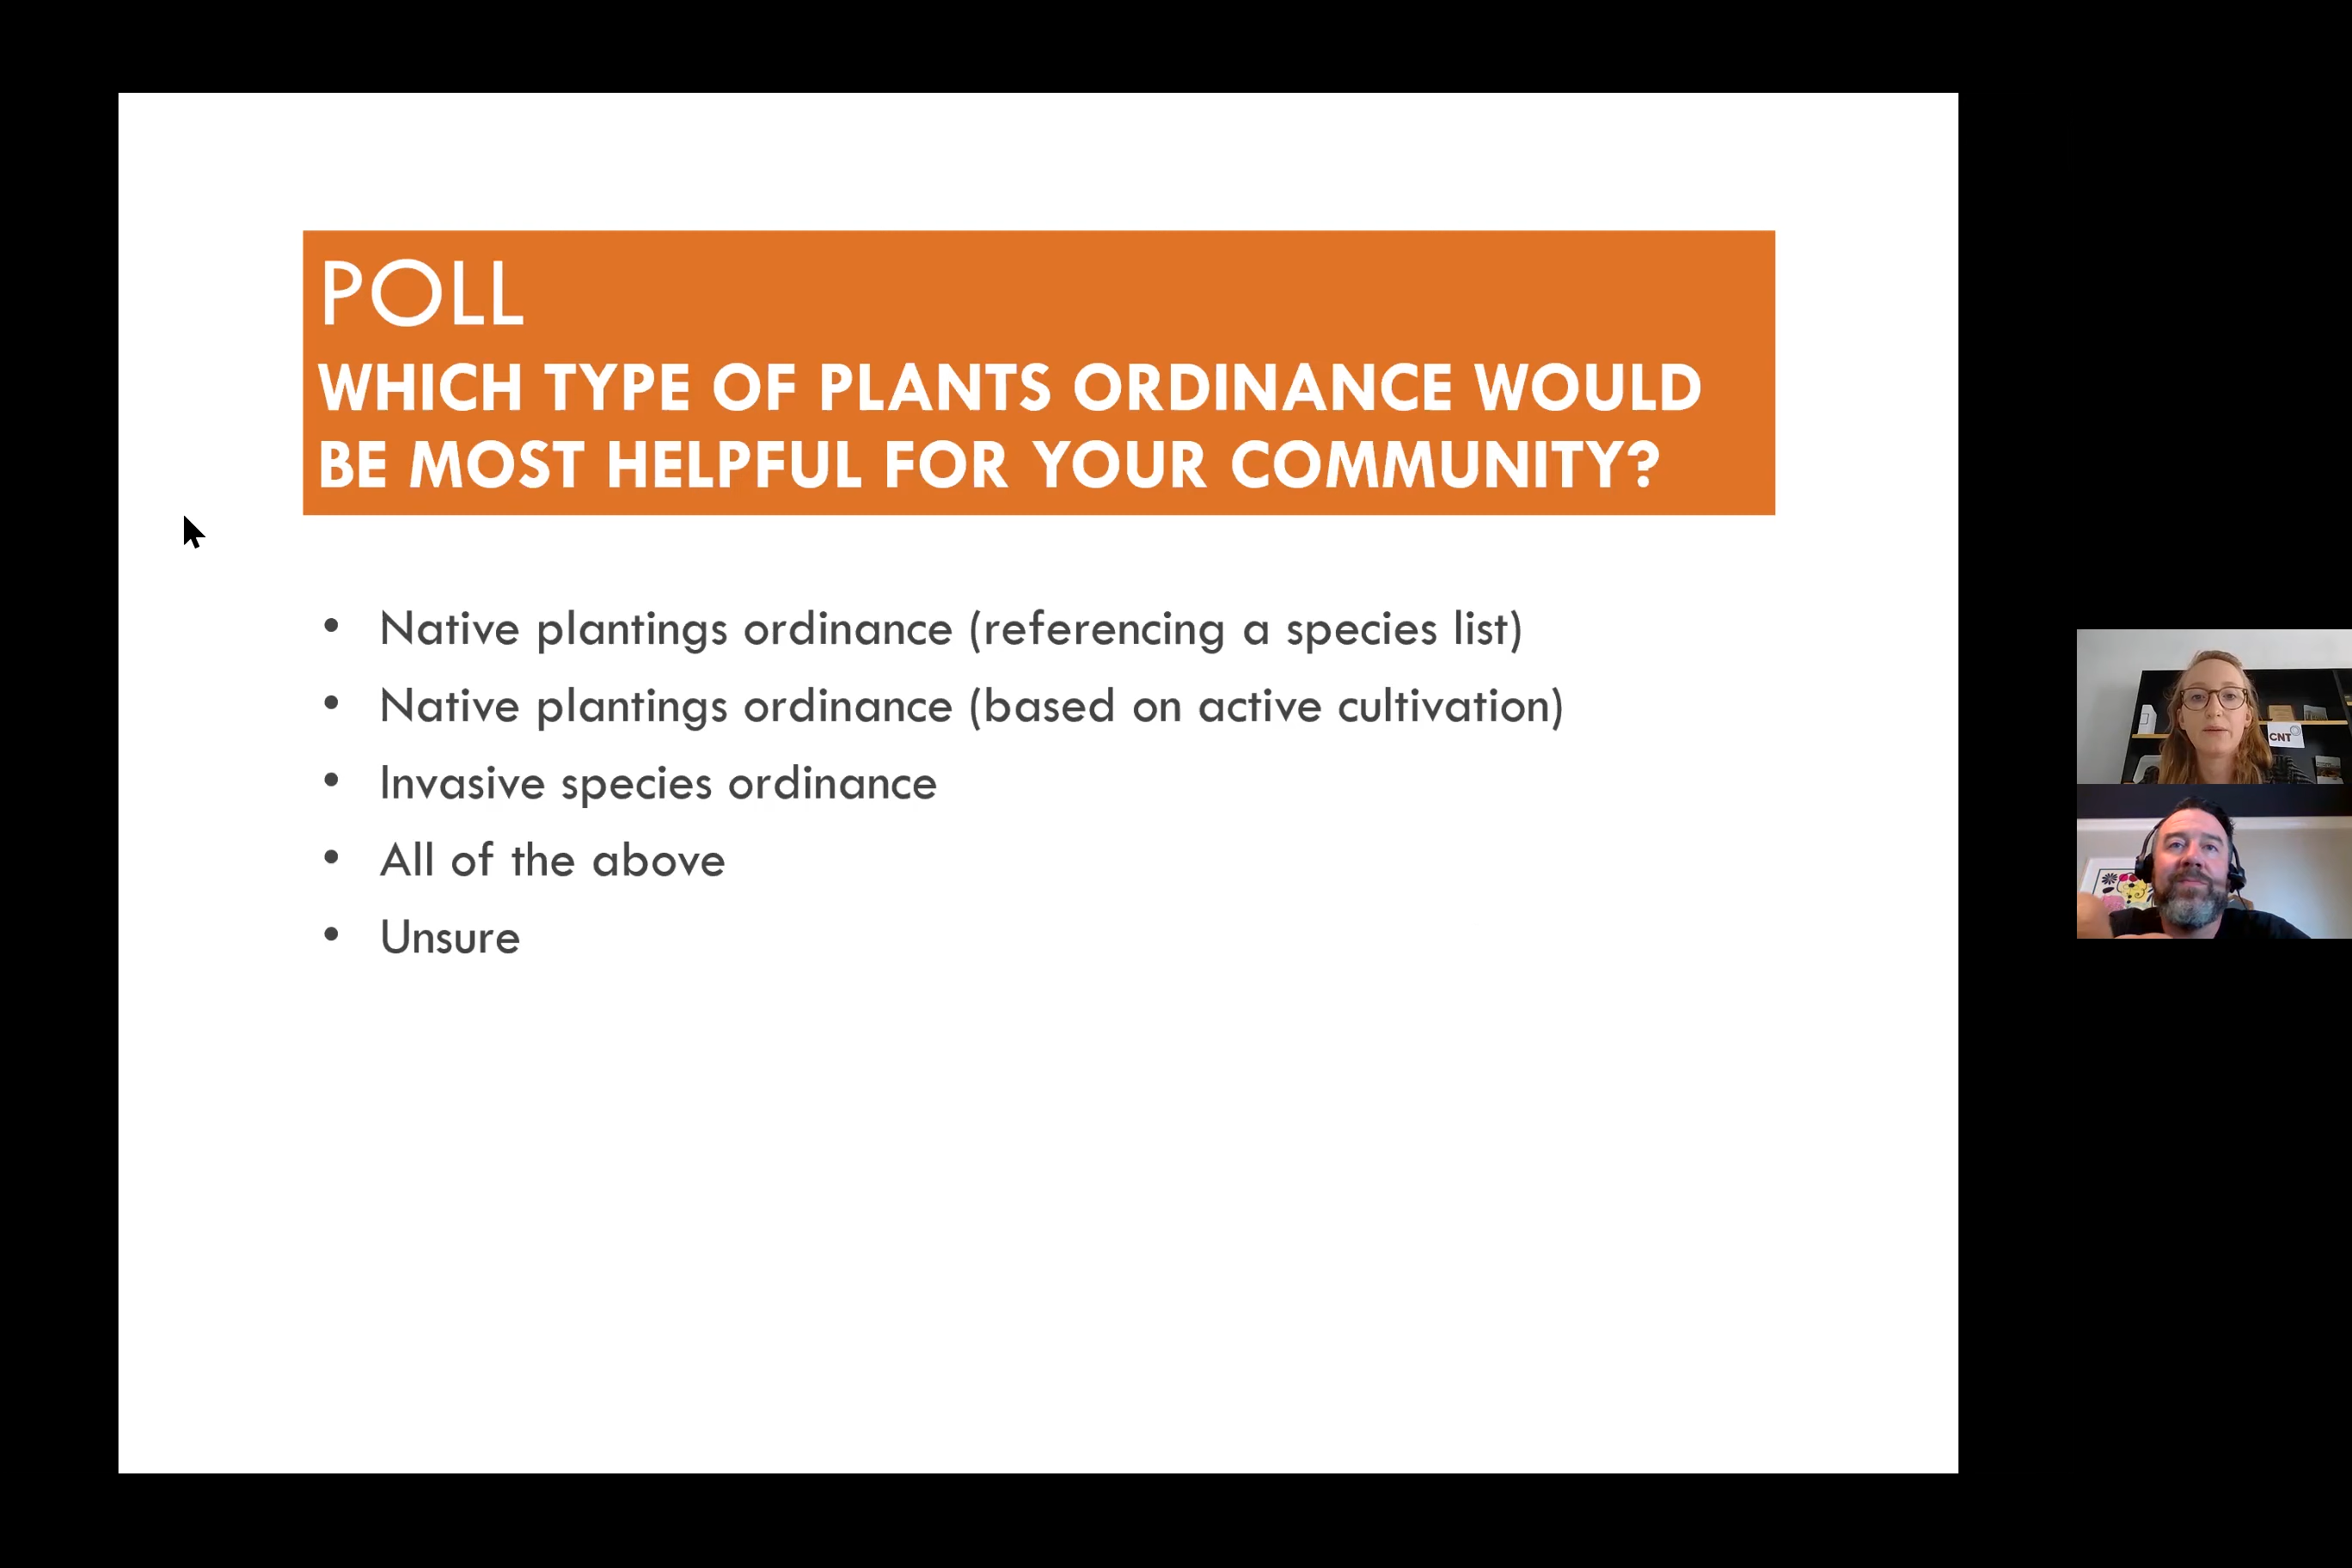 POLL
WHICH TYPE OF PLANTS ORDINANCE WOULD
BE MOST HELPFUL FOR YOUR COMMUNITY?
• Native plantings ordinance (referencing a species list)
• Native plantings ordinance (based on active cultivation)
• Invasive species ordinance
• All of the above
• Unsure
CNT